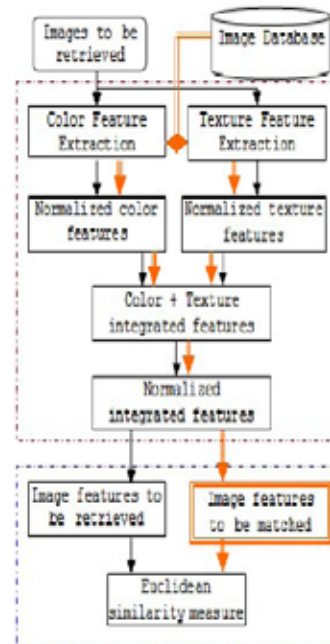 Images to be
retrieved
Image Database
Color Feature
Extraction
Texture Feature
Extraction
Normalized color
features
Normalized texture
features
Color + Texture
integrated features
Normalized
integrated features
Image features to
be retrieved
Image features
to be matched
Euclidean
similarity measure